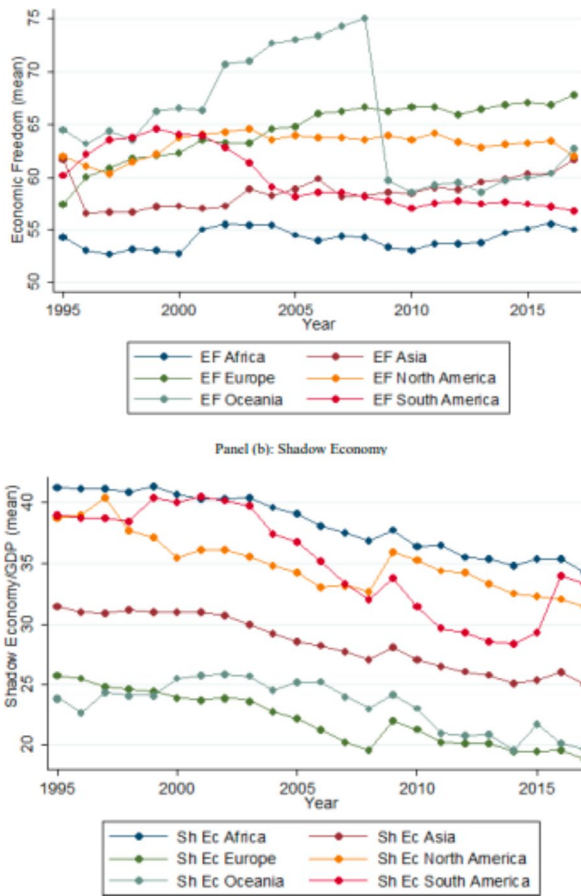 75
70
65
60
55
50
Economic Freedom (mean)
1995 2000 2005 2010 2015
Year
EF Africa EF Asia
EF Europe EF North America
EF Oceania EF South America
Panel (b): Shadow Economy
40
35
30
25
20
Shadow Economy/GDP (mean)
1995 2000 2005 2010 2015
Year
Sh Ec Africa Sh Ec Asia
Sh Ec Europe Sh Ec North America
Sh Ec Oceania Sh Ec South America